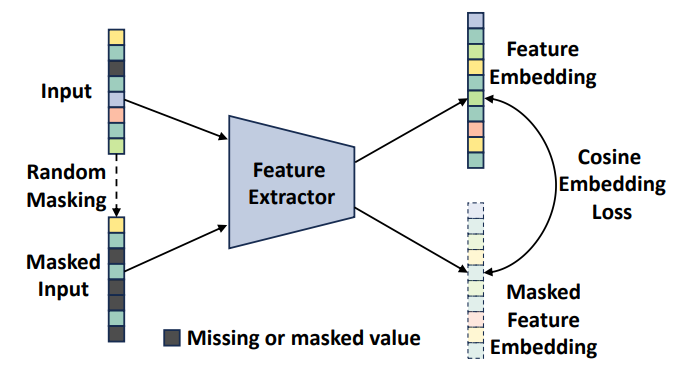 Input
Random
Masking
Masked
Input
Feature
Extractor
Feature
Embedding
Cosine
Embedding
Loss
Masked
Feature
Embedding
Missing or masked value